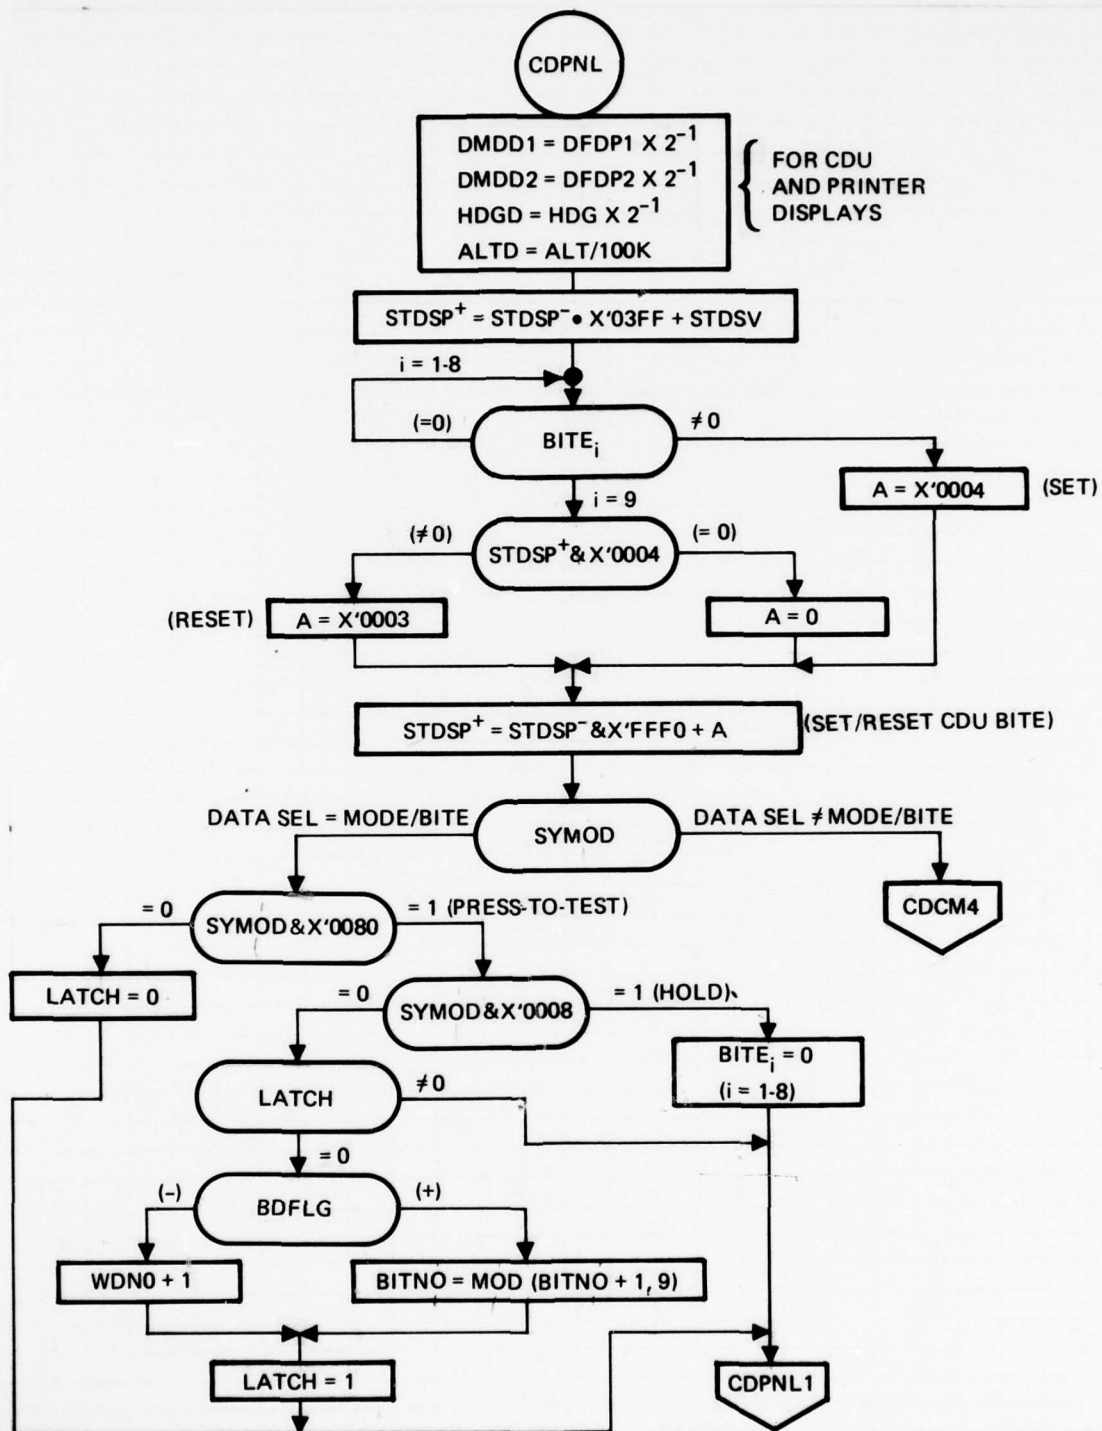 CDPNL
DMDD1 = DFDP1 X 2⁻¹
DMDD2 = DFDP2 X 2⁻¹
HDGD = HDG X 2⁻¹
ALTD = ALT/100K
FOR CDU
AND PRINTER
DISPLAYS
STDSP⁺ = STDSP⁻ • X'03FF + STDSV
i = 1-8
(=0)
BITEᵢ
≠0
A = X'0004
(SET)
i = 9
(≠0)
STDSP⁺&X'0004
(= 0)
(RESET)
A = X'0003
A = 0
STDSP⁺ = STDSP⁻&X'FFF0 + A
(SET/RESET CDU BITE)
DATA SEL = MODE/BITE
SYMOD
DATA SEL ≠ MODE/BITE
CDCM4
= 0
SYMOD&X'0080
= 1 (PRESS-TO-TEST)
LATCH = 0
= 0
SYMOD&X'0008
= 1 (HOLD)
BITEᵢ = 0
(i = 1-8)
LATCH
≠0
= 0
(-)
BDFLG
(+)
WDN0 + 1
BITNO = MOD (BITNO + 1, 9)
LATCH = 1
CDPNL1